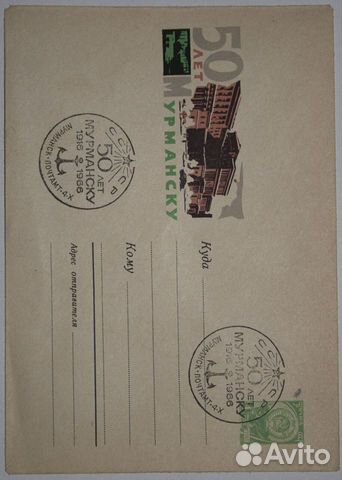 50
ЛЕТ
МУРМАНСКУ
СССР
50 ЛЕТ
МУРМАНСКУ
1916 1966
МУРМАНСК-ПОЧТАМТ-Д-Х
Куда
Кому
Адрес отправителя
СССР
50 ЛЕТ
МУРМАНСКУ
1916 1966
МУРМАНСК-ПОЧТАМТ-Д-Х
Avito